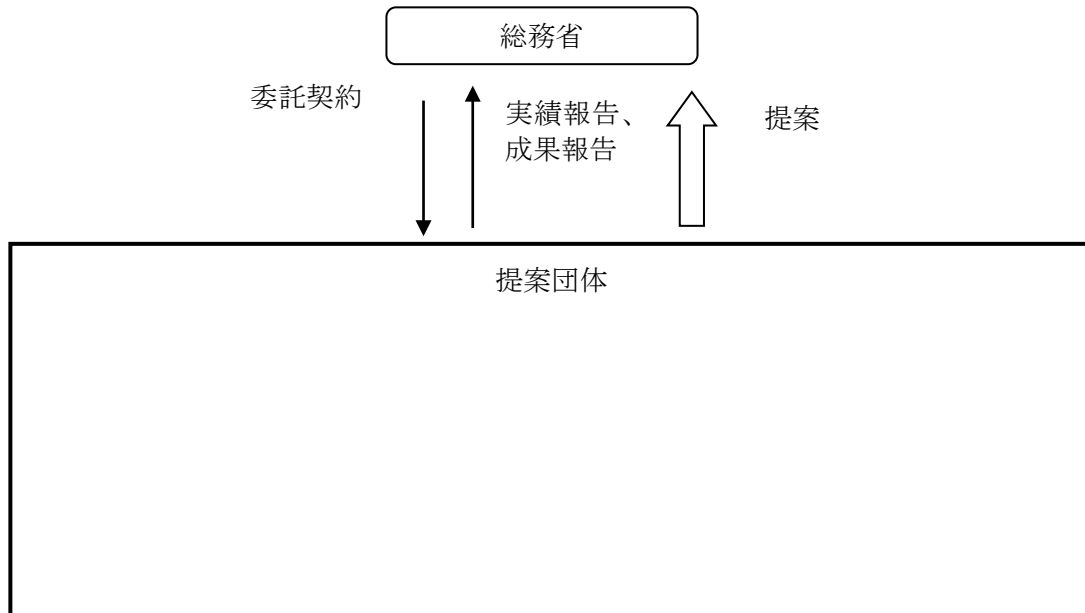 総務省
委託契約
実績報告、
成果報告
提案
提案団体